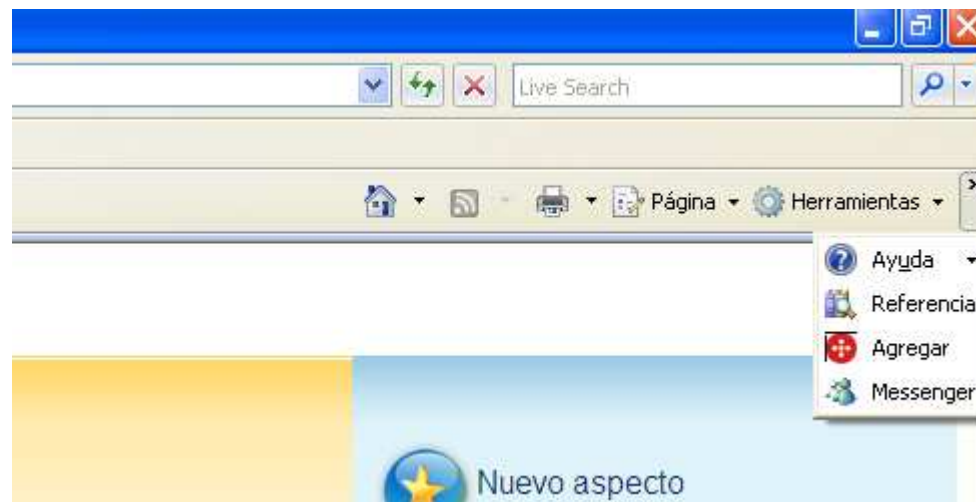 Live Search
Página Herramientas
Ayuda
Referencia
Agregar
Messenger
Nuevo aspecto